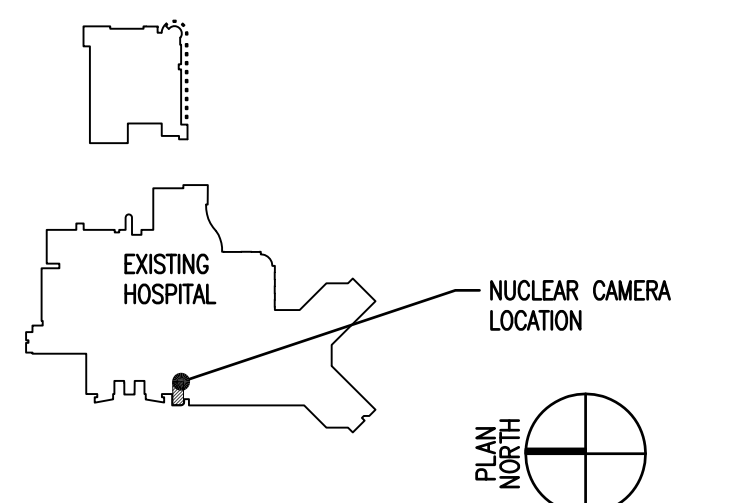 EXISTING
HOSPITAL
NUCLEAR CAMERA
LOCATION
PLAN
NORTH